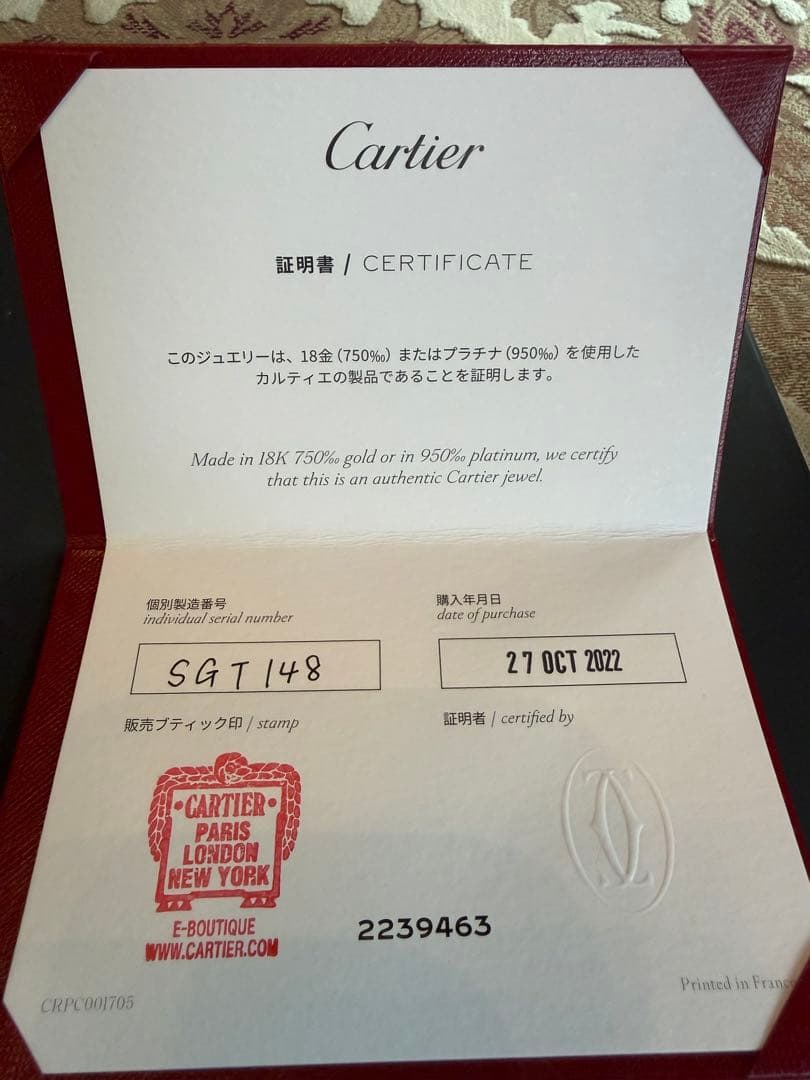 Cartier
証明書 / CERTIFICATE
このジュエリーは、18金（750‰）またはプラチナ（950‰）を使用した
カルティエの製品であることを証明します。
Made in 18K 750‰ gold or in 950‰ platinum, we certify
that this is an authentic Cartier jewel.
個別製造番号
individual serial number
SGT148
購入年月日
date of purchase
27 OCT 2022
販売ブティック印 / stamp
証明者 / certified by
CARTIER
PARIS
LONDON
NEW YORK
E-BOUTIQUE
WWW.CARTIER.COM
2239463
CRPC001705
Printed in France